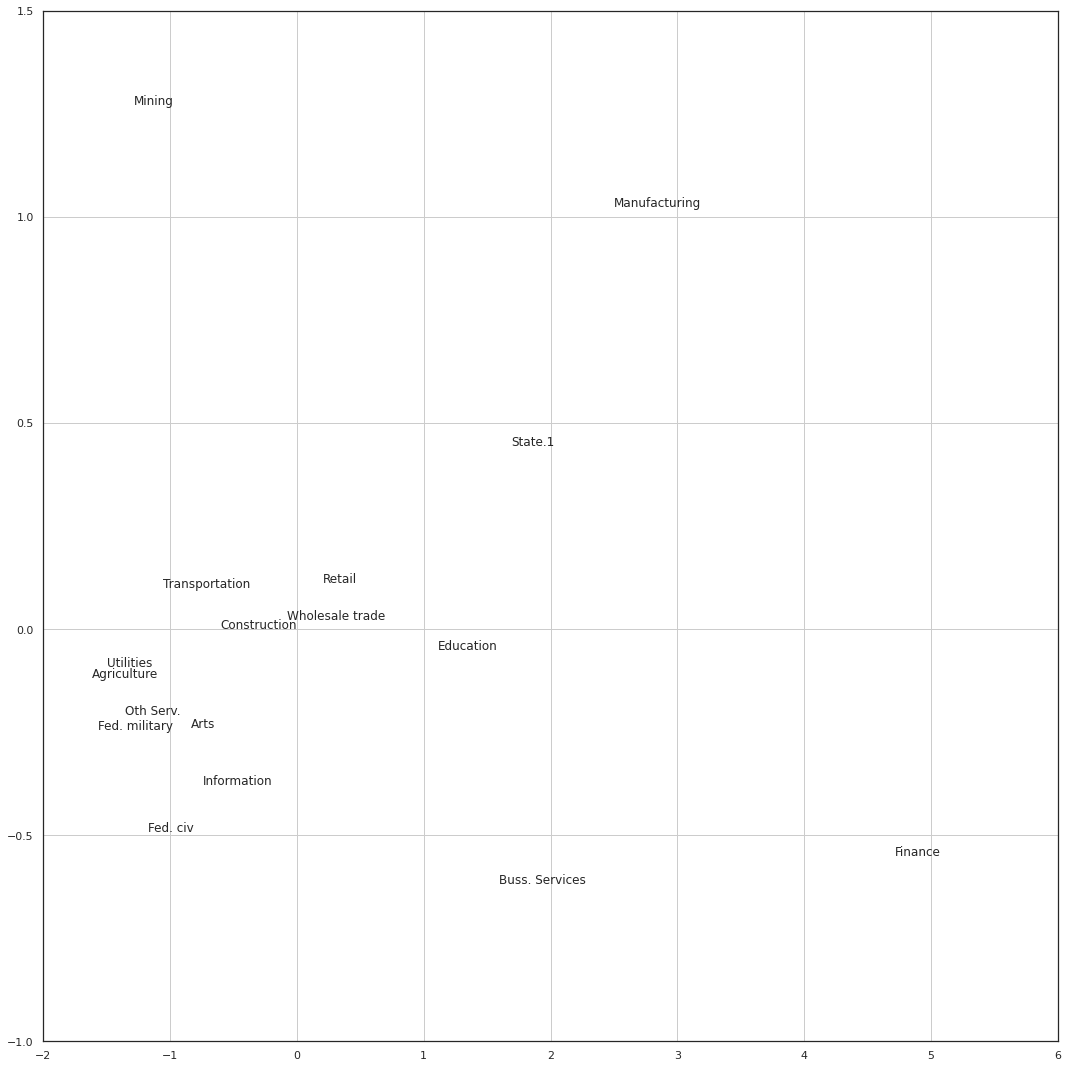 1.5
Mining
Manufacturing
1.0
State.1
0.5
Retail
Transportation
Wholesale trade
Construction
0.0
Education
Utilities
Agriculture
Oth Serv.
Arts
Fed. military
Information
Fed. civ
−0.5
Finance
Buss. Services
−1.0
−2 −1 0 1 2 3 4 5 6